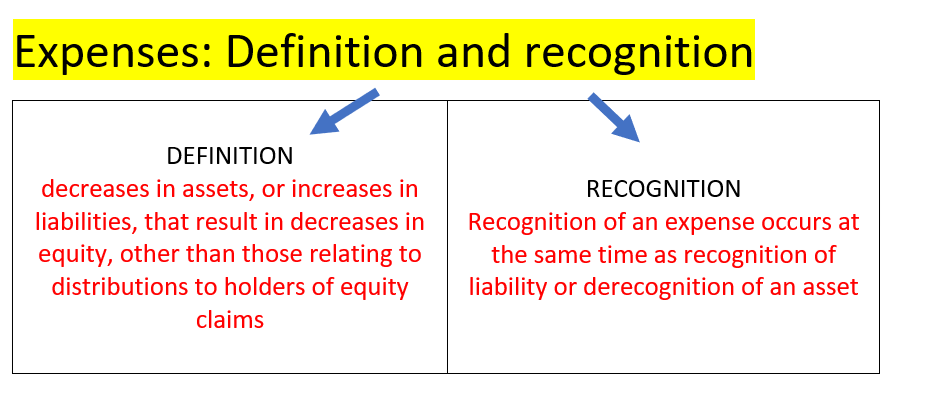 Expenses: Definition and recognition
DEFINITION
decreases in assets, or increases in
liabilities, that result in decreases in
equity, other than those relating to
distributions to holders of equity
claims
RECOGNITION
Recognition of an expense occurs at
the same time as recognition of
liability or derecognition of an asset